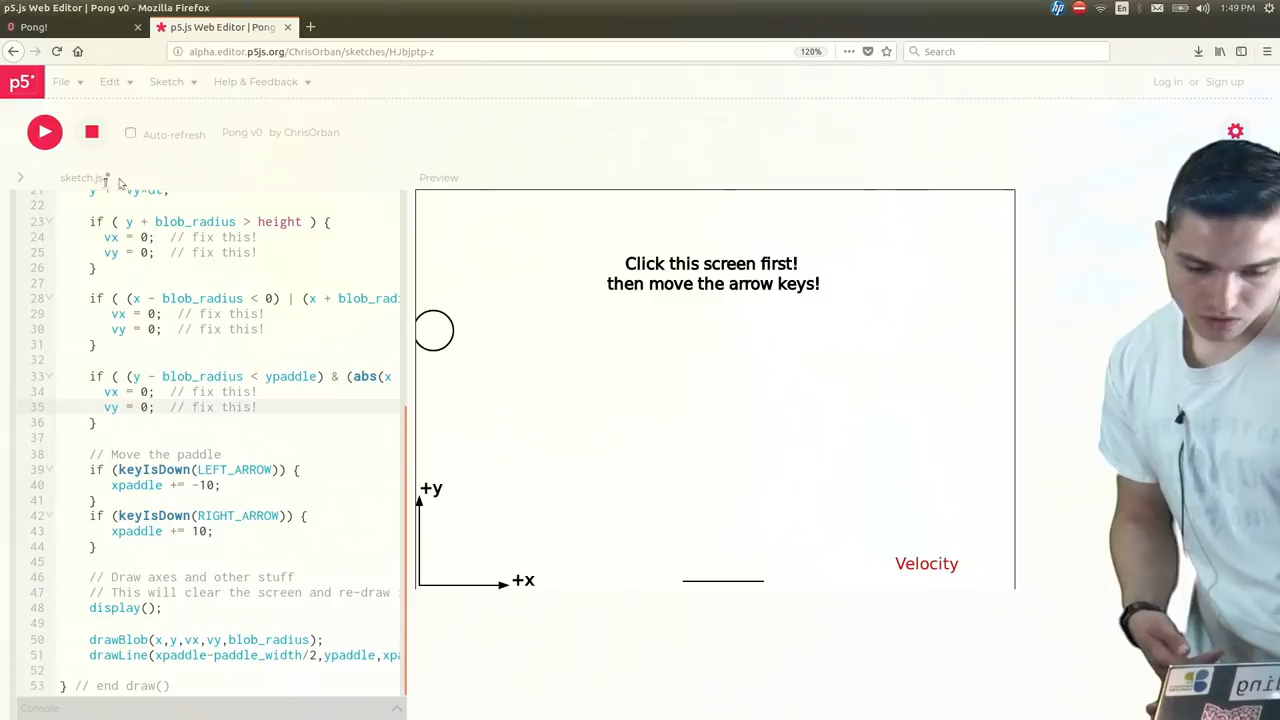 p5.js Web Editor | Pong v0 - Mozilla Firefox
En
1:49 PM
Pong!
p5.js Web Editor | Pong
alpha.editor.p5js.org/ChrisOrban/sketches/HJbjptp-z
120%
Search
p5*
File
Edit
Sketch
Help & Feedback
Log in or Sign up
Auto-refresh
Pong v0 by ChrisOrban
sketch.js
Preview
21
22
23 if ( y + blob_radius > height ) {
24 vx = 0; // fix this!
25 vy = 0; // fix this!
26 }
27
28 if ( (x - blob_radius < 0) | (x + blob_rad
29 vx = 0; // fix this!
30 vy = 0; // fix this!
31 }
32
33 if ( (y - blob_radius < ypaddle) & (abs(x
34 vx = 0; // fix this!
35 vy = 0; // fix this!
36 }
37
38 // Move the paddle
39 if (keyIsDown(LEFT_ARROW)) {
40 xpaddle += -10;
41 }
42 if (keyIsDown(RIGHT_ARROW)) {
43 xpaddle += 10;
44 }
45
46 // Draw axes and other stuff
47 // This will clear the screen and re-draw
48 display();
49
50 drawBlob(x,y,vx,vy,blob_radius);
51 drawLine(xpaddle-paddle_width/2,ypaddle,xp
52
53 } // end draw()
Console
Click this screen first!
then move the arrow keys!
+y
+x
Velocity